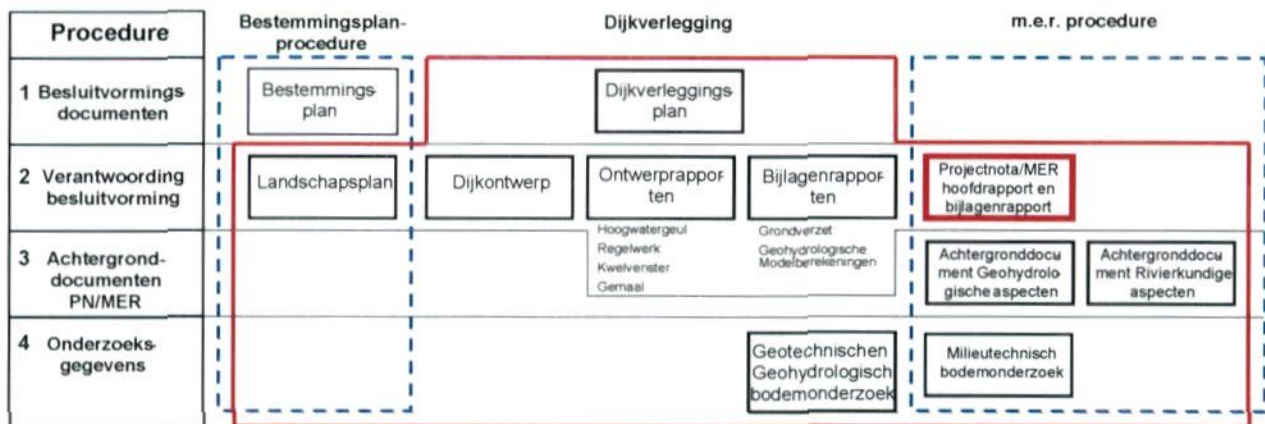 Procedure
Bestemmingsplan-
procedure
Dijkverlegging
m.e.r. procedure
1 Besluitvormings
documenten
Bestemmings
plan
Dijkverleggings
plan
2 Verantwoording
besluitvorming
Landschapsplan
Dijkontwerp
Ontwerprappor
ten
Bijlagenrappor
ten
Projectnota/MER
hoofdrapport en
bijlagenrapport
Hoogwatergeul
Regelwerk
Kwelvenster
Gemaal
Grondverzet
Geohydrologische
Modelberekeningen
3 Achtergrond-
documenten
PN/MER
Achtergronddocu
ment Geohydrolo-
gische aspecten
Achtergronddocu
ment Rivierkundige
aspecten
4 Onderzoeks
gegevens
Geotechnischen
Geohydrologisch
bodemonderzoek
Milieutechnisch
bodemonderzoek